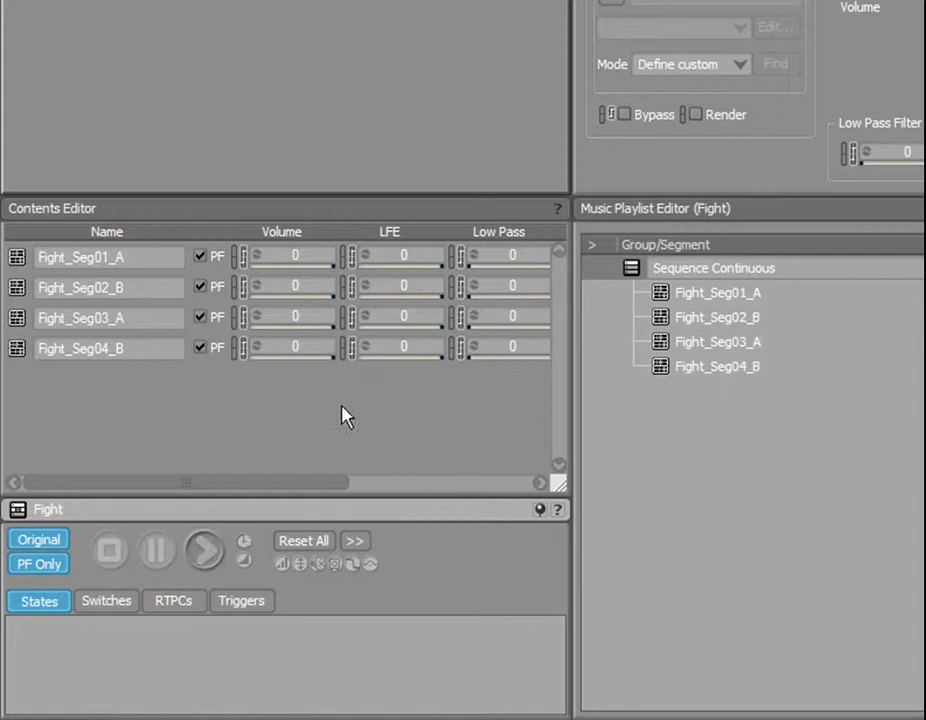 Volume
Edit...
Mode Define custom Find
Bypass Render
Low Pass Filter
0
Contents Editor ?
Name Volume LFE Low Pass
Fight_Seg01_A PF 0 0 0
Fight_Seg02_B PF 0 0 0
Fight_Seg03_A PF 0 0 0
Fight_Seg04_B PF 0 0 0
Music Playlist Editor (Fight)
> Group/Segment
Sequence Continuous
Fight_Seg01_A
Fight_Seg02_B
Fight_Seg03_A
Fight_Seg04_B
Fight ?
Original
PF Only
Reset All >>
States Switches RTPCs Triggers